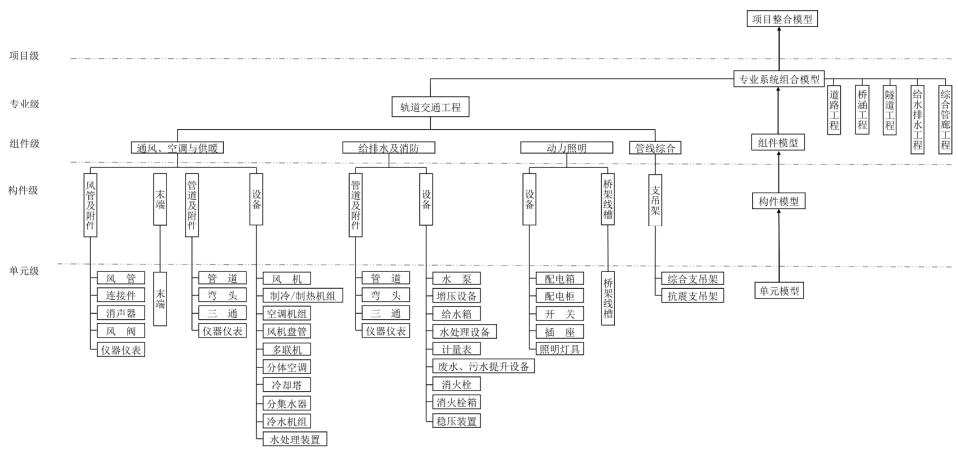 项目整合模型
项目级
专业系统组合模型
专业级
轨道交通工程
道路工程
桥涵工程
隧道工程
给水排水工程
综合管廊工程
组件级
通风、空调与供暖
给排水及消防
动力照明
管线综合
组件模型
构件级
风管及附件
末端
管道及附件
设备
管道及附件
设备
设备
桥架线槽
支吊架
构件模型
单元级
风 管
连接件
消声器
风 阀
仪器仪表
末端
管 道
弯 头
三 通
仪器仪表
风 机
制冷/制热机组
空调机组
风机盘管
多联机
分体空调
冷却塔
分集水器
冷水机组
水处理装置
管 道
弯 头
三 通
仪器仪表
水 泵
增压设备
给水箱
水处理设备
计量表
废水、污水提升设备
消火栓
消火栓箱
稳压装置
配电箱
配电柜
开 关
插 座
照明灯具
桥架线槽
综合支吊架
抗震支吊架
单元模型